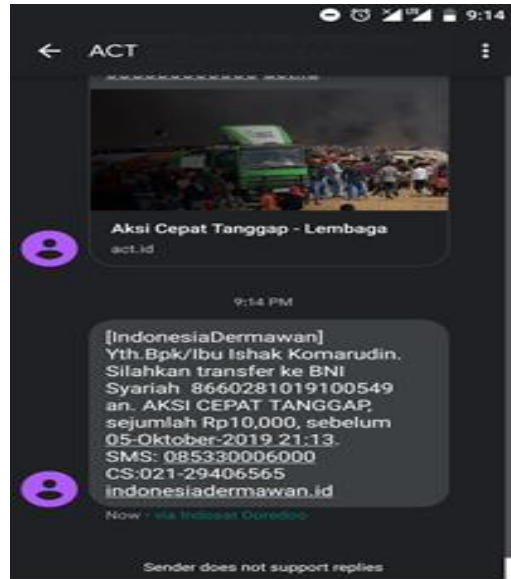 9:14
ACT
act.id
Aksi Cepat Tanggap - Lembaga
act.id
9:14 PM
[IndonesiaDermawan]
Yth.Bpk/Ibu Ishak Komarudin.
Silahkan transfer ke BNI
Syariah 8660281019100549
an. AKSI CEPAT TANGGAP,
sejumlah Rp10,000, sebelum
05-Oktober-2019 21:13.
SMS: 085330006000
CS:021-29406565
indonesiadermawan.id
Now • via Indosat Ooredoo
Sender does not support replies